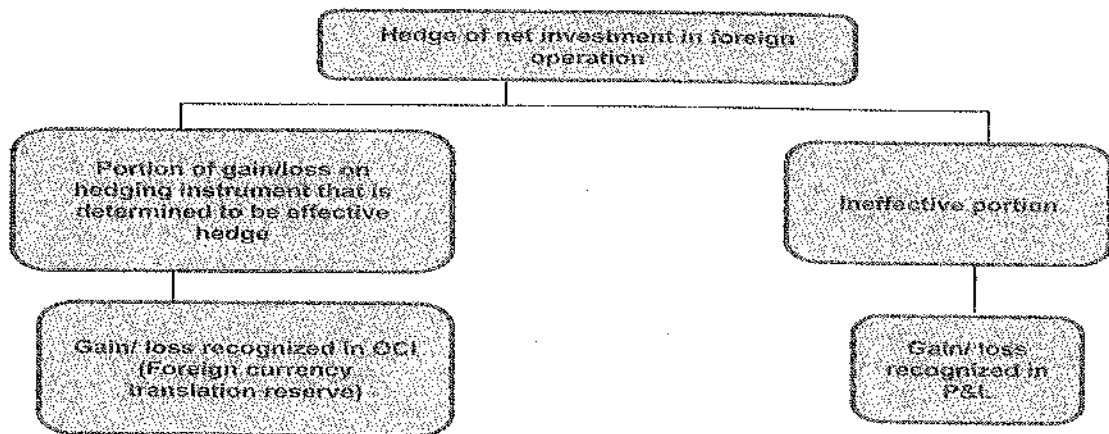 Hedge of net investment in foreign
operation
Portion of gain/loss on
hedging instrument that is
determined to be effective
hedge
Ineffective portion
Gain/ loss recognized in OCI
(Foreign currency
translation reserve)
Gain/ loss
recognized in
P&L